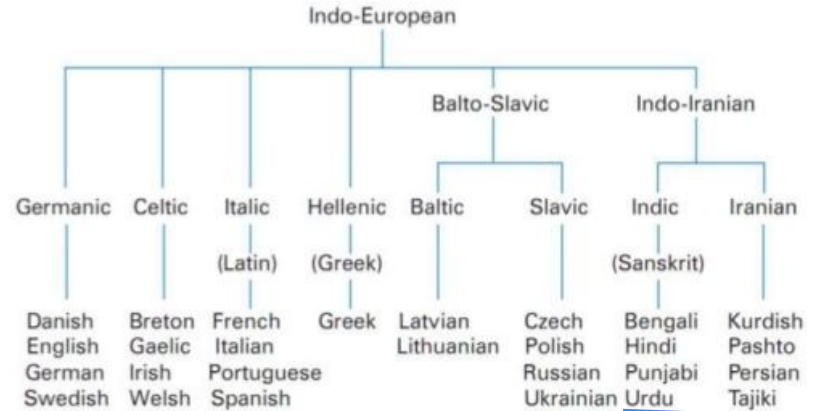 Indo-European
Balto-Slavic Indo-Iranian
Germanic Celtic Italic Hellenic Baltic Slavic Indic Iranian
(Latin) (Greek) (Sanskrit)
Danish Breton French Greek Latvian Czech Bengali Kurdish
English Gaelic Italian Lithuanian Polish Hindi Pashto
German Irish Portuguese Russian Punjabi Persian
Swedish Welsh Spanish Ukrainian Urdu Tajiki